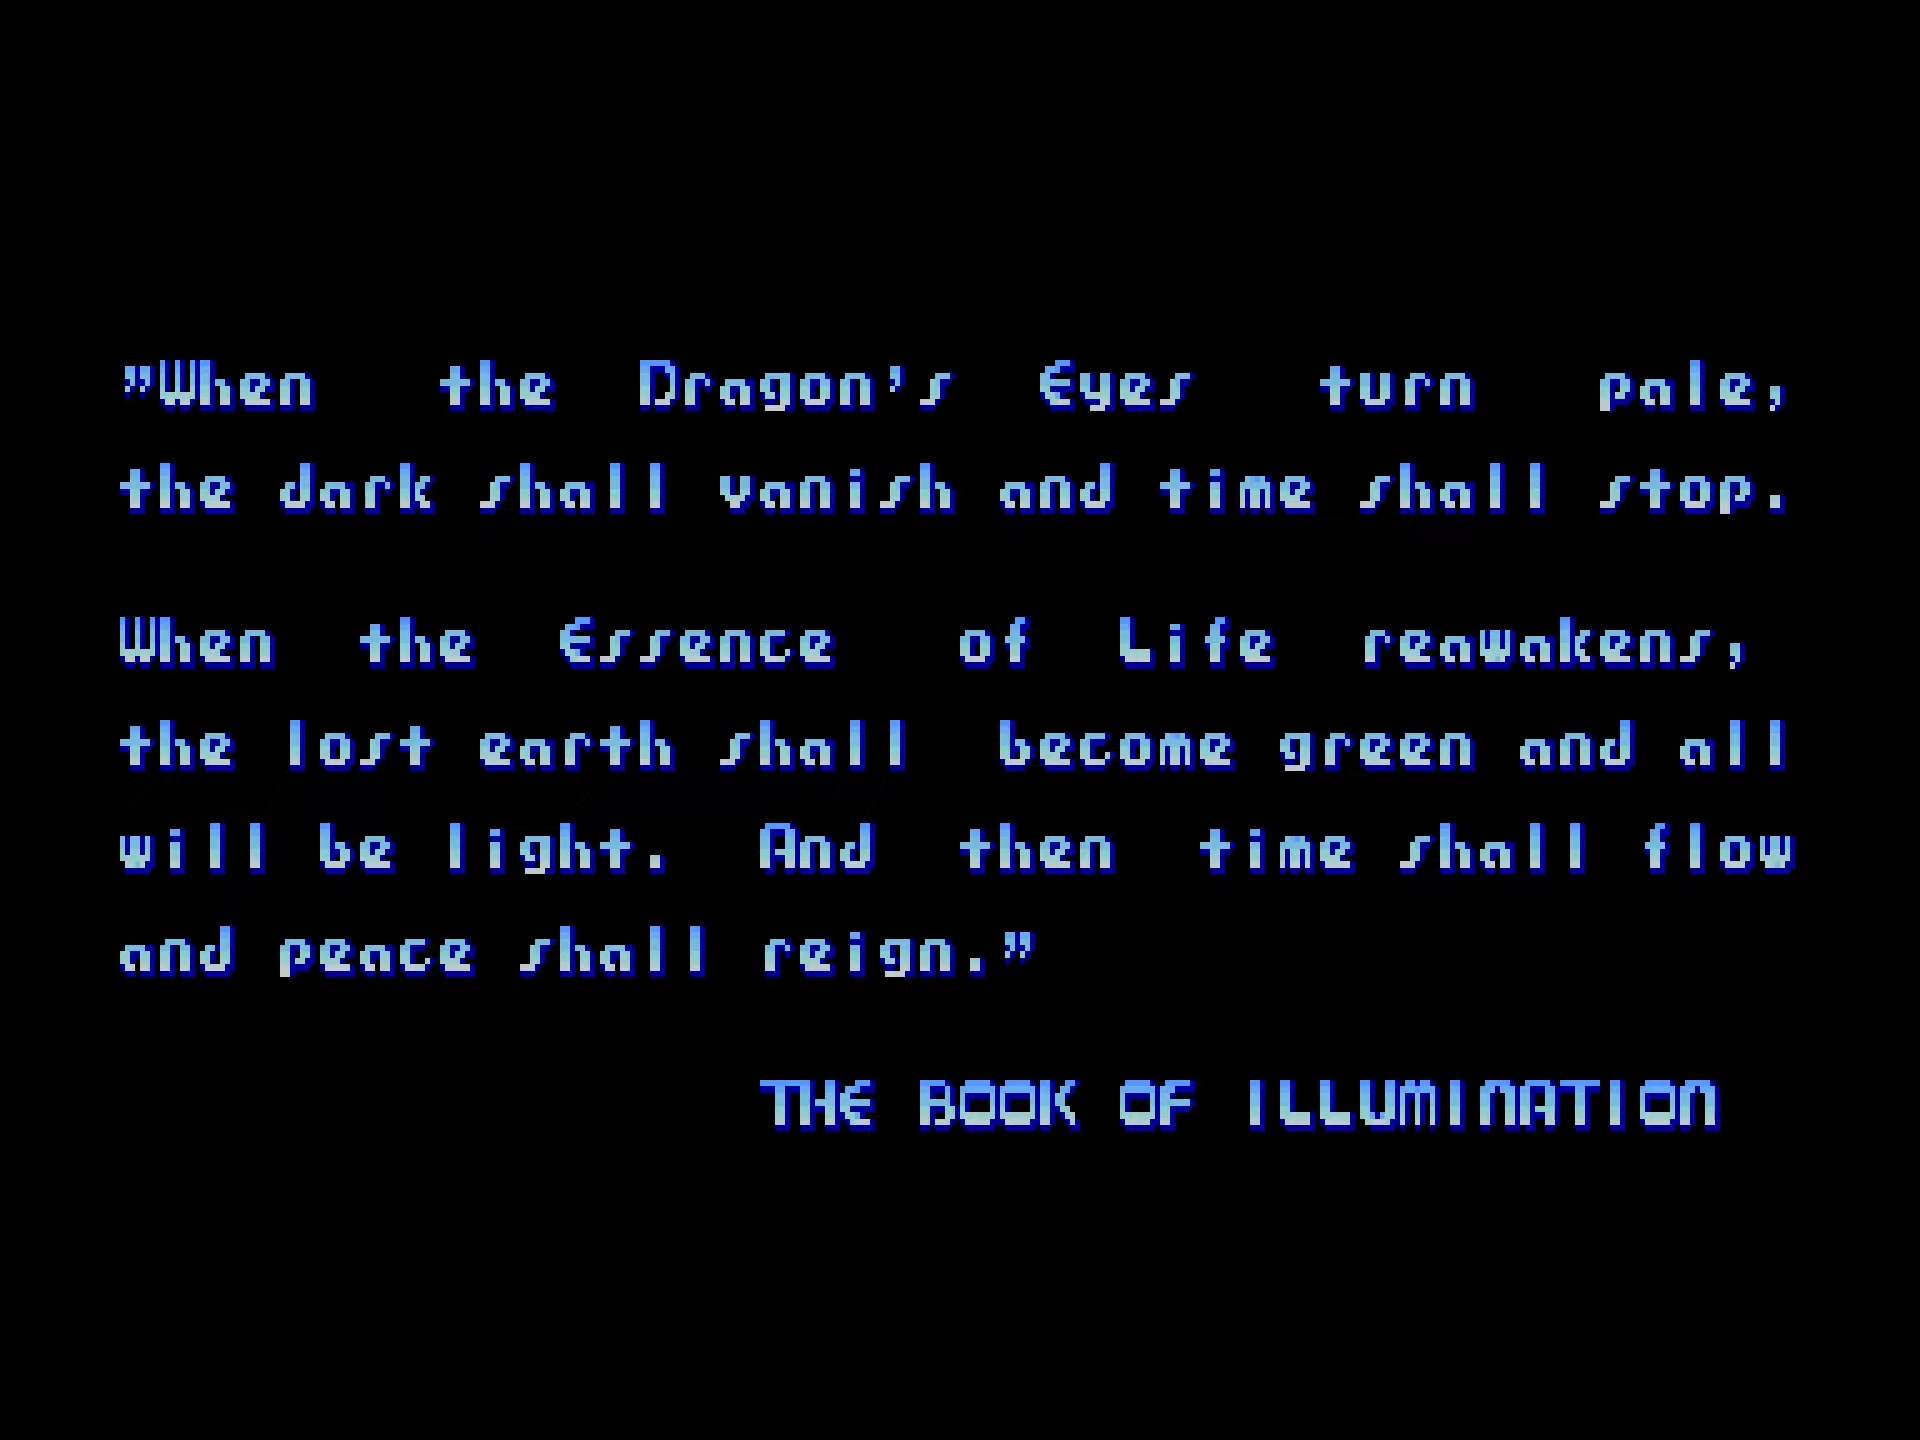 "When the Dragon's Eyes turn pale,
the dark shall vanish and time shall stop.
When the Essence of Life reawakens,
the lost earth shall become green and all
will be light. And then time shall flow
and peace shall reign."
THE BOOK OF ILLUMINATION